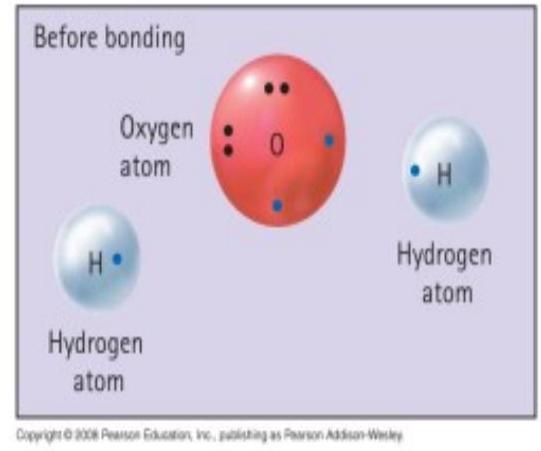 Before bonding
Oxygen
atom
O
H
Hydrogen
atom
H
Hydrogen
atom
Copyright © 2008 Pearson Education, Inc., publishing as Pearson Addison-Wesley.